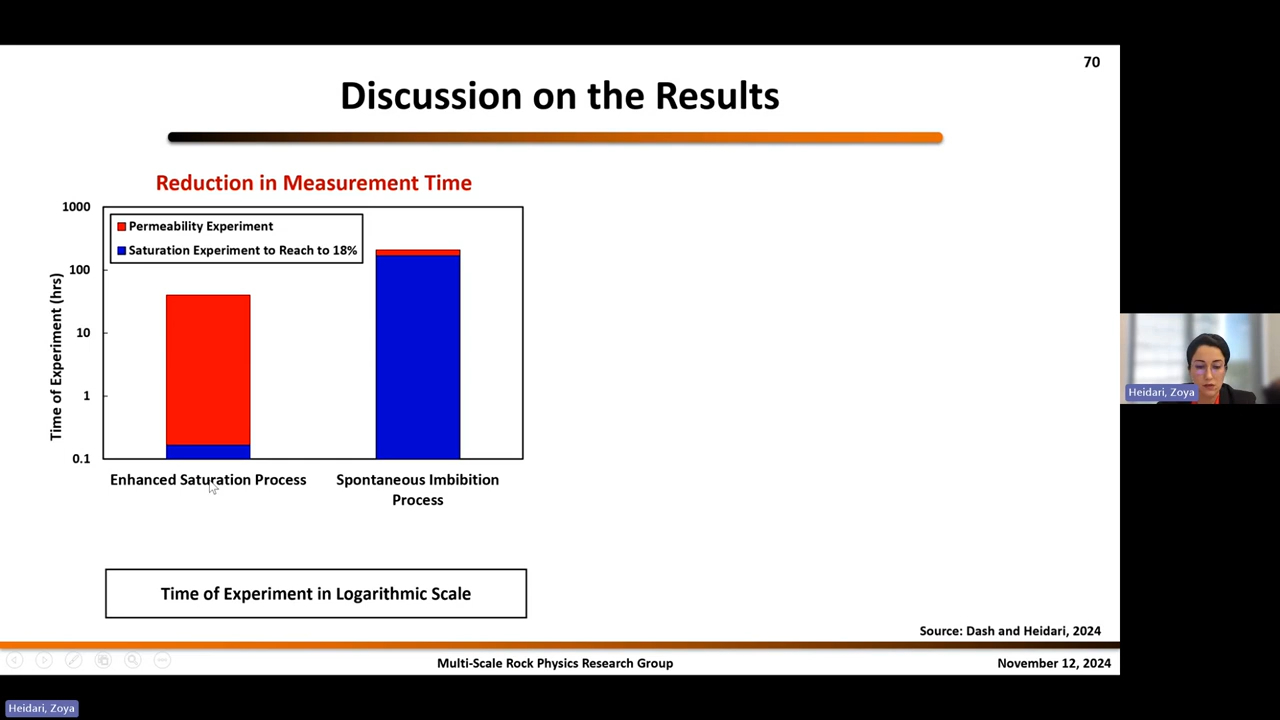 70
Discussion on the Results
Reduction in Measurement Time
1000
100
10
1
0.1
Time of Experiment (hrs)
Permeability Experiment
Saturation Experiment to Reach to 18%
Enhanced Saturation Process
Spontaneous Imbibition
Process
Time of Experiment in Logarithmic Scale
Source: Dash and Heidari, 2024
Multi-Scale Rock Physics Research Group
November 12, 2024
Heidari, Zoya
Heidari, Zoya